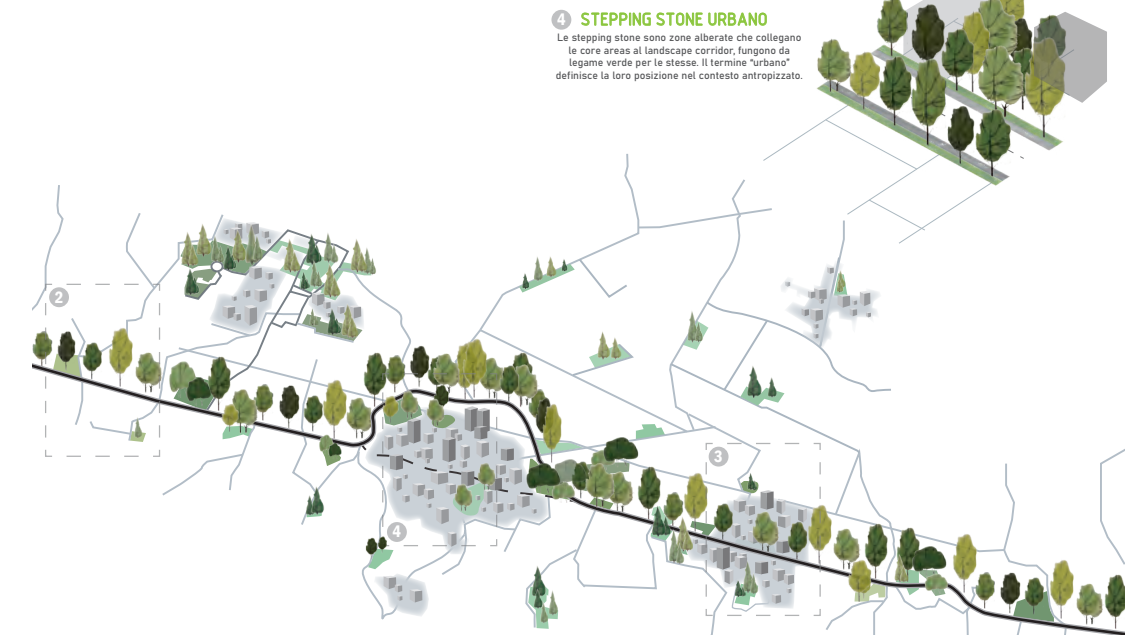 4 STEPPING STONE URBANO
Le stepping stone sono zone alberate che collegano
le core areas al landscape corridor, fungono da
legame verde per le stesse. Il termine "urbano"
definisce la loro posizione nel contesto antropizzato.
2
3
4